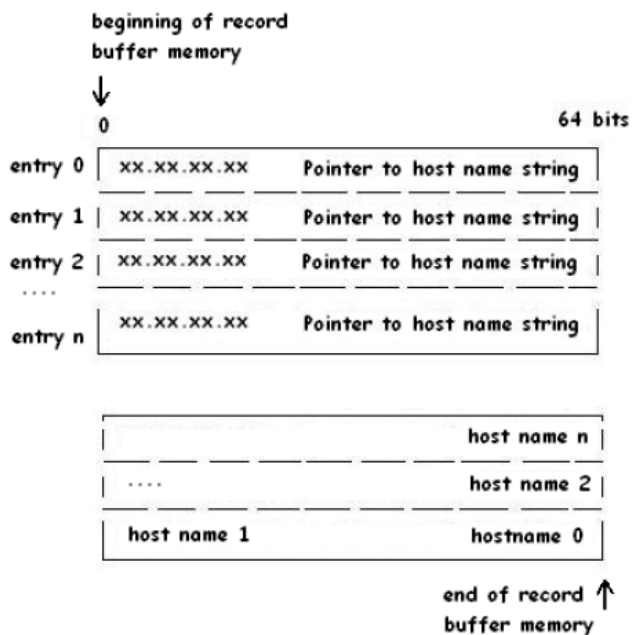 beginning of record
buffer memory
0 64 bits
entry 0 xx.xx.xx.xx Pointer to host name string
entry 1 xx.xx.xx.xx Pointer to host name string
entry 2 xx.xx.xx.xx Pointer to host name string
....
entry n xx.xx.xx.xx Pointer to host name string
host name n
.... host name 2
host name 1 hostname 0
end of record
buffer memory